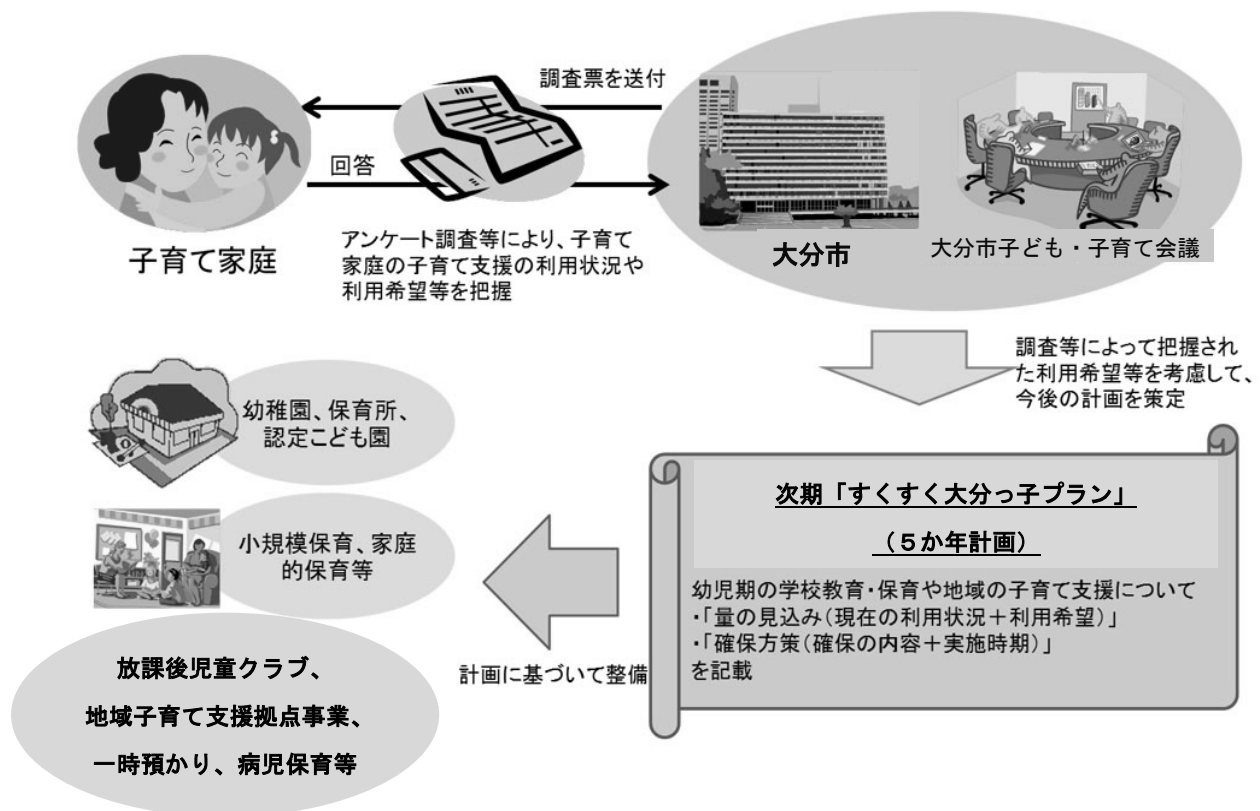 調査票を送付
回答
子育て家庭
アンケート調査等により、子育て
家庭の子育て支援の利用状況や
利用希望等を把握
大分市
大分市子ども・子育て会議
調査等によって把握され
た利用希望等を考慮して、
今後の計画を策定
次期「すくすく大分っ子プラン」
（５か年計画）
幼児期の学校教育・保育や地域の子育て支援について
・「量の見込み（現在の利用状況＋利用希望）」
・「確保方策（確保の内容＋実施時期）」
を記載
計画に基づいて整備
幼稚園、保育所、
認定こども園
小規模保育、家庭
的保育等
放課後児童クラブ、
地域子育て支援拠点事業、
一時預かり、病児保育等